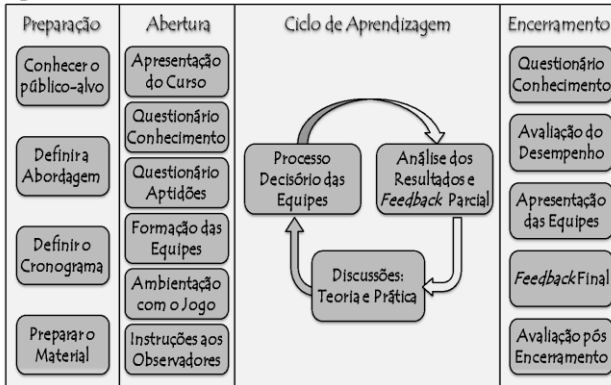 Preparação
Conhecer o
público-alvo
Definir a
Abordagem
Definir o
Cronograma
Preparar o
Material
Abertura
Apresentação
do Curso
Questionário
Conhecimento
Questionário
Aptidões
Formação das
Equipes
Ambientação
com o Jogo
Instruções aos
Observadores
Ciclo de Aprendizagem
Processo
Decisório das
Equipes
Análise dos
Resultados e
Feedback Parcial
Discussões:
Teoria e Prática
Encerramento
Questionário
Conhecimento
Avaliação do
Desempenho
Apresentação
das Equipes
Feedback Final
Avaliação pós
Encerramento